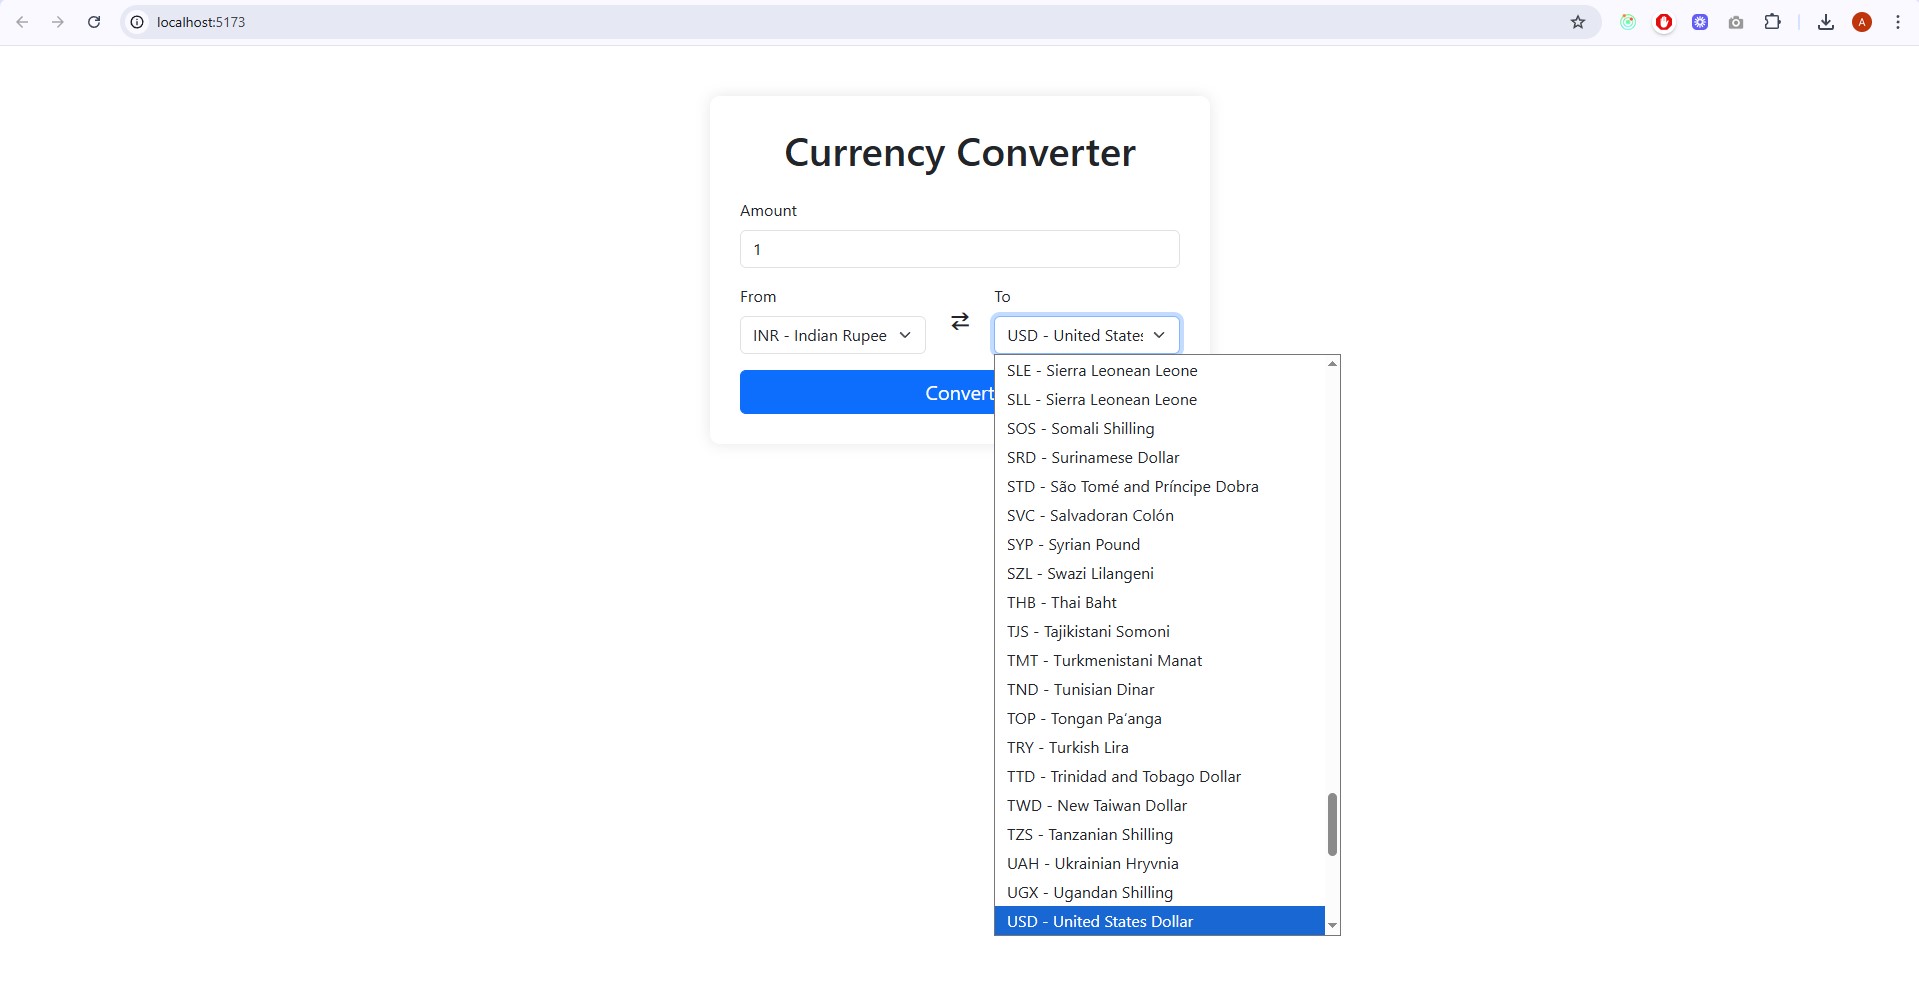 localhost:5173
A
Currency Converter
Amount
1
From
To
INR - Indian Rupee
USD - United States
Convert
SLE - Sierra Leonean Leone
SLL - Sierra Leonean Leone
SOS - Somali Shilling
SRD - Surinamese Dollar
STD - São Tomé and Príncipe Dobra
SVC - Salvadoran Colón
SYP - Syrian Pound
SZL - Swazi Lilangeni
THB - Thai Baht
TJS - Tajikistani Somoni
TMT - Turkmenistani Manat
TND - Tunisian Dinar
TOP - Tongan Paʻanga
TRY - Turkish Lira
TTD - Trinidad and Tobago Dollar
TWD - New Taiwan Dollar
TZS - Tanzanian Shilling
UAH - Ukrainian Hryvnia
UGX - Ugandan Shilling
USD - United States Dollar